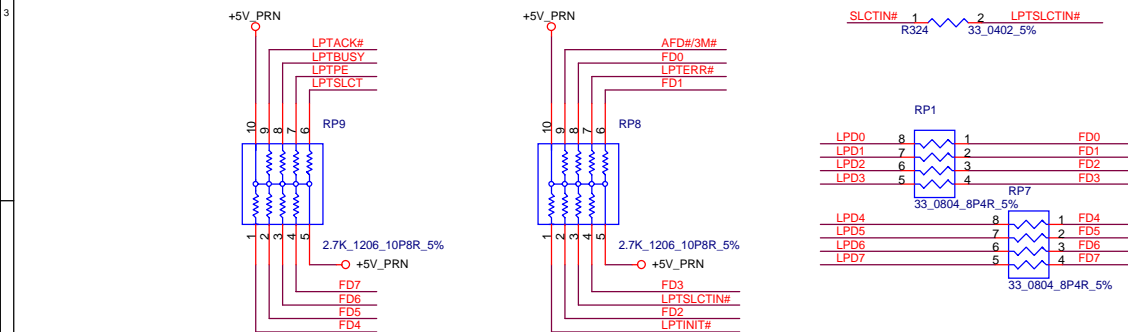 3
+5V_PRN
LPTACK#
LPTBUSY
LPTPE
LPTSLCT
10 9 8 7 6
RP9
1 2 3 4 5
2.7K_1206_10P8R_5%
+5V_PRN
FD7
FD6
FD5
FD4
+5V_PRN
AFD#/3M#
FD0
LPTERR#
FD1
10 9 8 7 6
RP8
1 2 3 4 5
2.7K_1206_10P8R_5%
+5V_PRN
FD3
LPTSLCTIN#
FD2
LPTINIT#
SLCTIN# 1 2 LPTSLCTIN#
R324 33_0402_5%
RP1
LPD0 8 1 FD0
LPD1 7 2 FD1
LPD2 6 3 FD2
LPD3 5 4 FD3
33_0804_8P4R_5%
RP7
LPD4 8 1 FD4
LPD5 7 2 FD5
LPD6 6 3 FD6
LPD7 5 4 FD7
33_0804_8P4R_5%